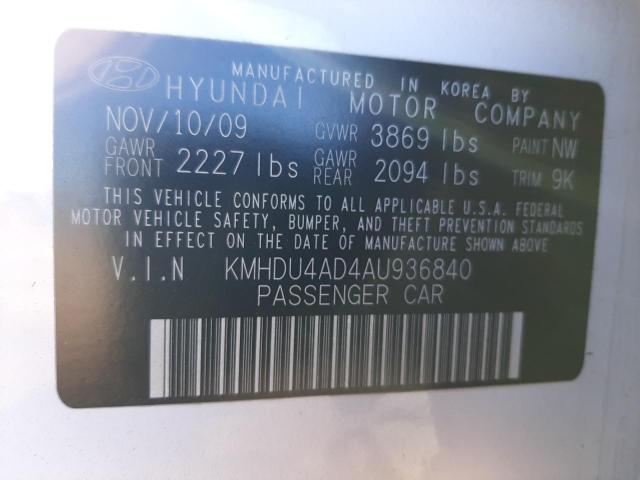 MANUFACTURED IN KOREA BY
HYUNDAI MOTOR COMPANY
NOV/10/09 GVWR 3869 lbs PAINT NW
GAWR FRONT 2227 lbs GAWR REAR 2094 lbs TRIM 9K
THIS VEHICLE CONFORMS TO ALL APPLICABLE U.S.A. FEDERAL
MOTOR VEHICLE SAFETY, BUMPER, AND THEFT PREVENTION STANDARDS
IN EFFECT ON THE DATE OF MANUFACTURE SHOWN ABOVE.
V.I.N KMHDU4AD4AU936840
PASSENGER CAR